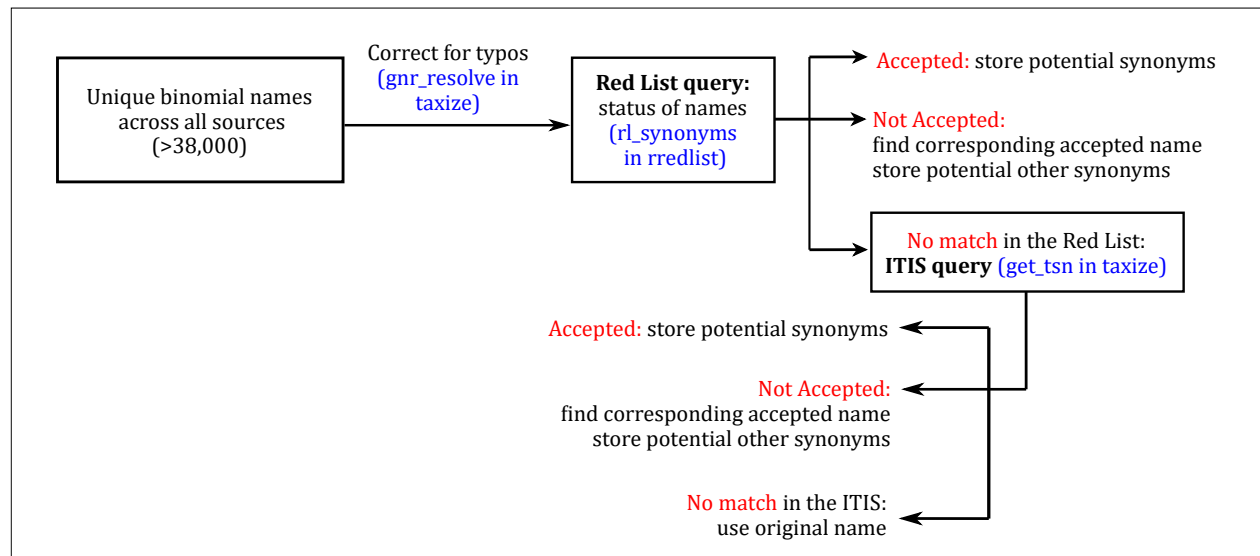 Unique binomial names
across all sources
(>38,000)
Correct for typos
(gnr_resolve in
taxize)
Red List query:
status of names
(rl_synonyms
in rredlist)
Accepted: store potential synonyms
Not Accepted:
find corresponding accepted name
store potential other synonyms
No match in the Red List:
ITIS query (get_tsn in taxize)
Accepted: store potential synonyms
Not Accepted:
find corresponding accepted name
store potential other synonyms
No match in the ITIS:
use original name